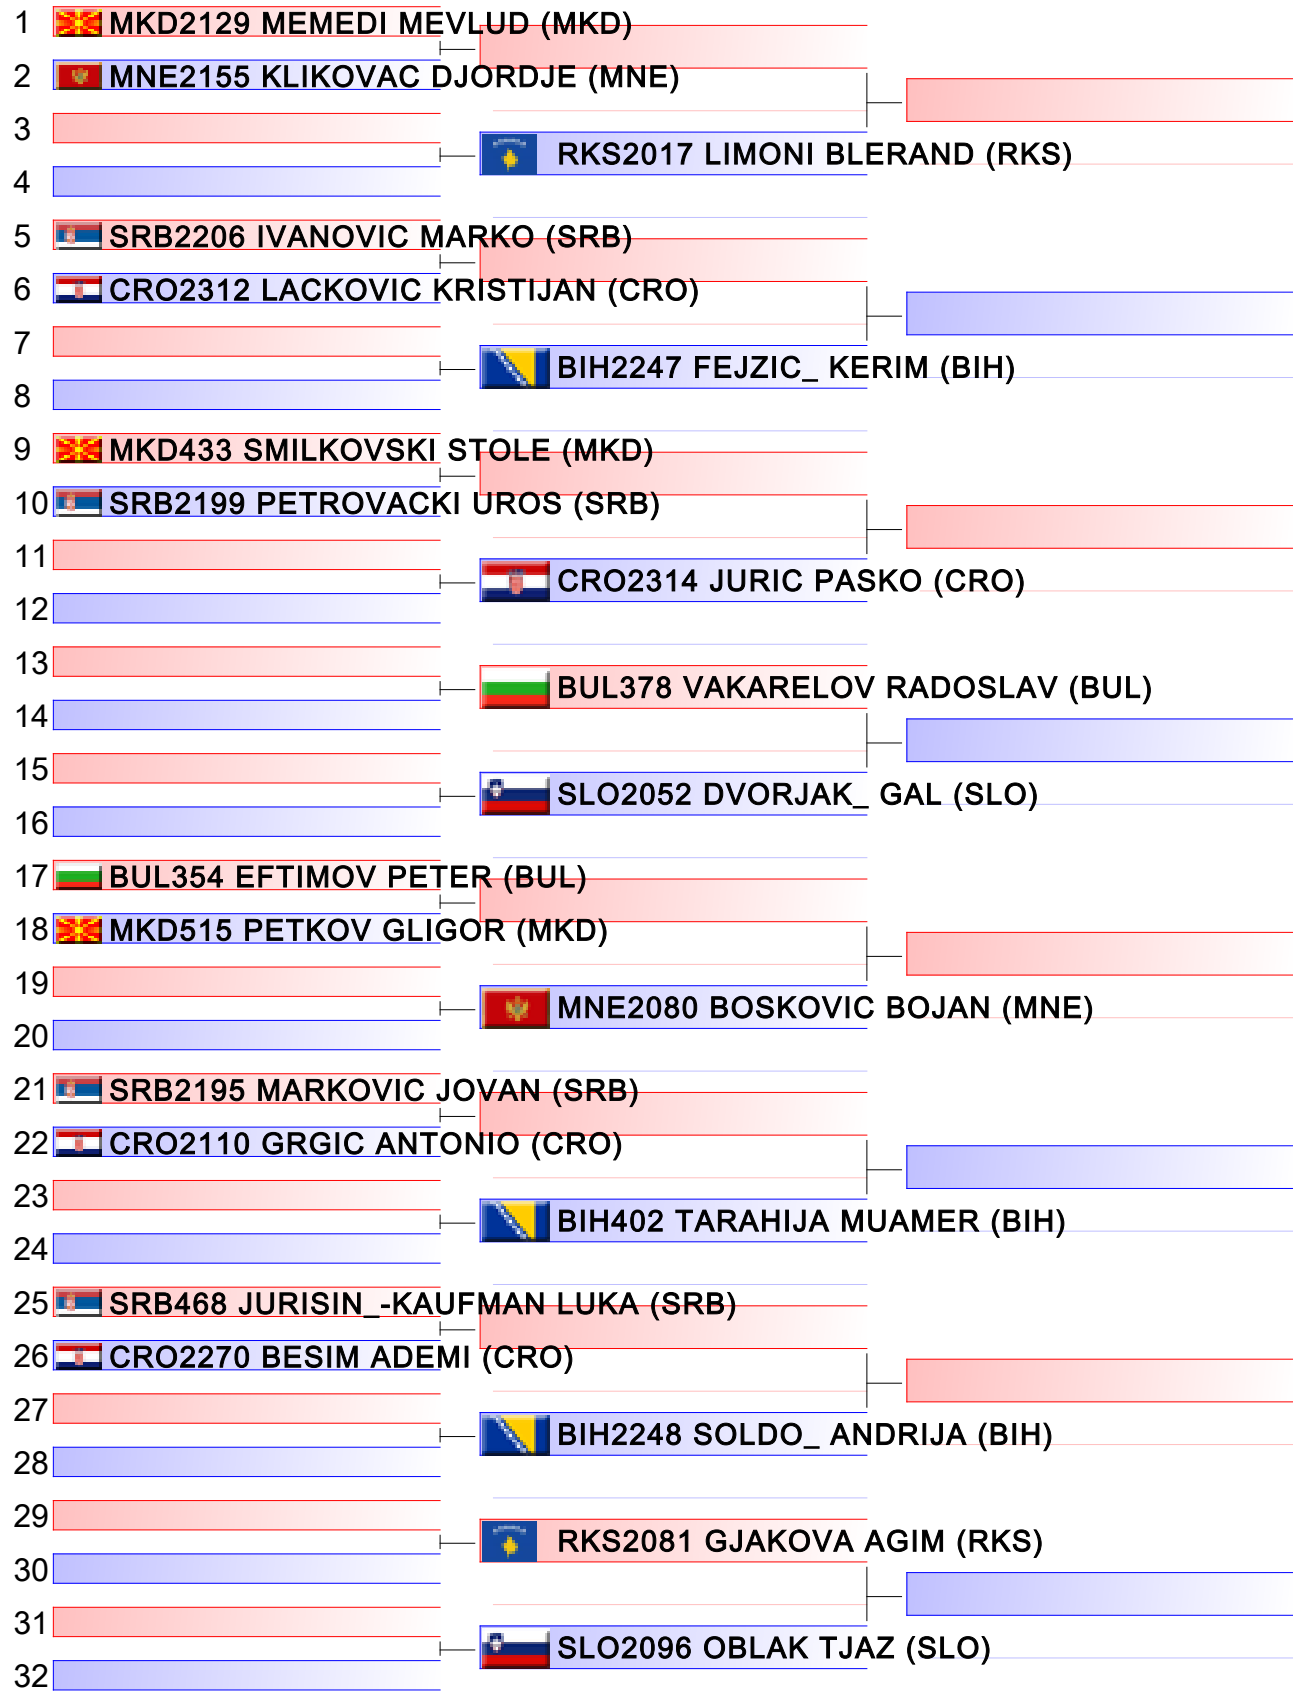 1 MKD2129 MEMEDI MEVLUD (MKD)
2 MNE2155 KLIKOVAC DJORDJE (MNE)
3
RKS2017 LIMONI BLERAND (RKS)
4
5 SRB2206 IVANOVIC MARKO (SRB)
6 CRO2312 LACKOVIC KRISTIJAN (CRO)
7
BIH2247 FEJZIC_ KERIM (BIH)
8
9 MKD433 SMILKOVSKI STOLE (MKD)
10 SRB2199 PETROVACKI UROS (SRB)
11
CRO2314 JURIC PASKO (CRO)
12
13
BUL378 VAKARELOV RADOSLAV (BUL)
14
15
SLO2052 DVORJAK_ GAL (SLO)
16
17 BUL354 EFTIMOV PETER (BUL)
18 MKD515 PETKOV GLIGOR (MKD)
19
MNE2080 BOSKOVIC BOJAN (MNE)
20
21 SRB2195 MARKOVIC JOVAN (SRB)
22 CRO2110 GRGIC ANTONIO (CRO)
23
BIH402 TARAHIJA MUAMER (BIH)
24
25 SRB468 JURISIN_-KAUFMAN LUKA (SRB)
26 CRO2270 BESIM ADEMI (CRO)
27
BIH2248 SOLDO_ ANDRIJA (BIH)
28
29
RKS2081 GJAKOVA AGIM (RKS)
30
31
SLO2096 OBLAK TJAZ (SLO)
32